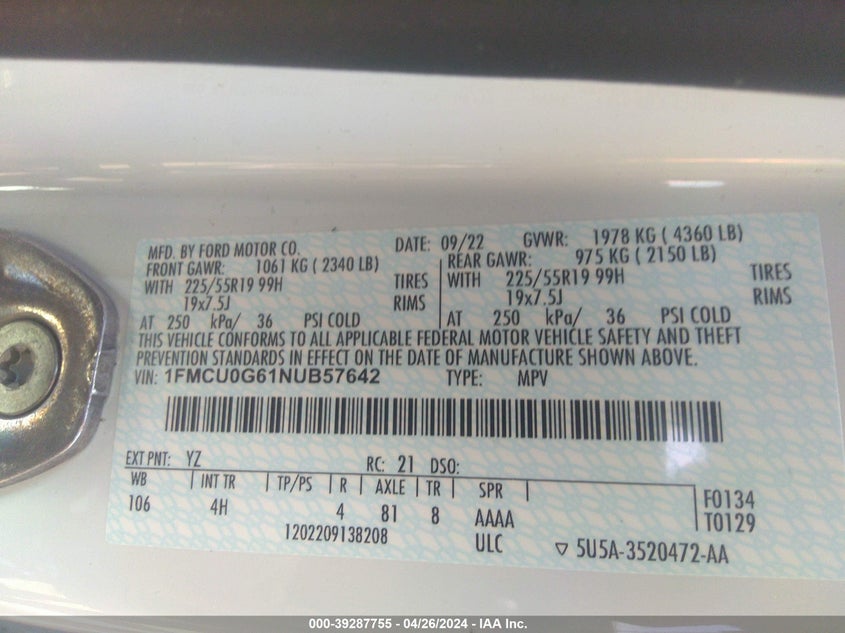 MFD. BY FORD MOTOR CO. DATE: 09/22 GVWR: 1978 KG ( 4360 LB)
FRONT GAWR: 1061 KG ( 2340 LB) REAR GAWR: 975 KG ( 2150 LB)
WITH 225/55R19 99H TIRES WITH 225/55R19 99H TIRES
19x7.5J RIMS 19x7.5J RIMS
AT 250 kPa/ 36 PSI COLD AT 250 kPa/ 36 PSI COLD
THIS VEHICLE CONFORMS TO ALL APPLICABLE FEDERAL MOTOR VEHICLE SAFETY AND THEFT
PREVENTION STANDARDS IN EFFECT ON THE DATE OF MANUFACTURE SHOWN ABOVE.
VIN: 1FMCU0G61NUB57642 TYPE: MPV
EXT PNT: YZ RC: 21 DSO:
WB INT TR TP/PS R AXLE TR SPR
106 4H 4 81 8 AAAA
F0134
T0129
1202209138208 ULC ▽ 5U5A-3520472-AA
000-39287755 - 04/26/2024 - IAA Inc.